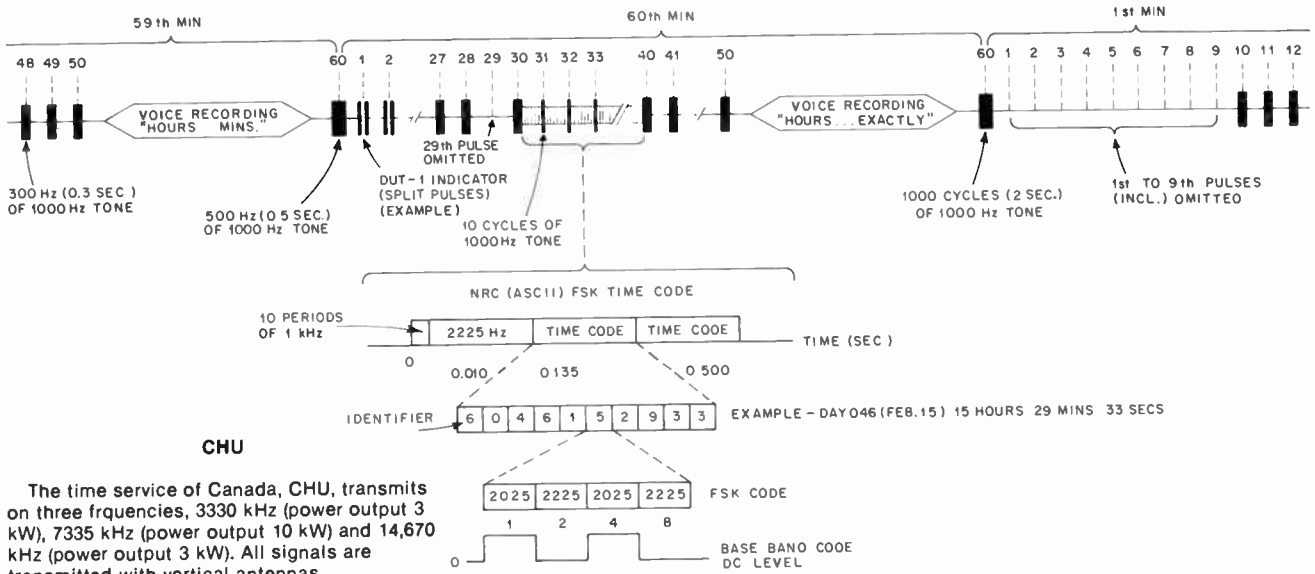 59th MIN
60th MIN
1st MIN
48 49 50 60 1 2 27 28 29 30 31 32 33 40 41 50 60 1 2 3 4 5 6 7 8 9 10 11 12
VOICE RECORDING
"HOURS MINS."
VOICE RECORDING
"HOURS...EXACTLY"
29th PULSE
OMITTED
300 Hz (0.3 SEC)
OF 1000 Hz TONE
500 Hz (0 5 SEC.)
OF 1000 Hz TONE
DUT-1 INDICATOR
(SPLIT PULSES)
(EXAMPLE)
10 CYCLES OF
1000Hz TONE
1000 CYCLES (2 SEC.)
OF 1000 Hz TONE
1st TO 9th PULSES
(INCL.) OMITTED
NRC (ASCII) FSK TIME CODE
10 PERIODS
OF 1 kHz
2225 Hz TIME CODE TIME CODE
TIME (SEC)
0 0.010 0 135 0 500
IDENTIFIER 6 0 4 6 1 5 2 9 3 3 EXAMPLE - DAY 046 (FEB.15) 15 HOURS 29 MINS 33 SECS
2025 2225 2025 2225 FSK CODE
1 2 4 8
0 BASE BAND CODE
DC LEVEL
CHU
The time service of Canada, CHU, transmits
on three frquencies, 3330 kHz (power output 3
kW), 7335 kHz (power output 10 kW) and 14,670
kHz (power output 3 kW). All signals are
transmitted with vertical antennas